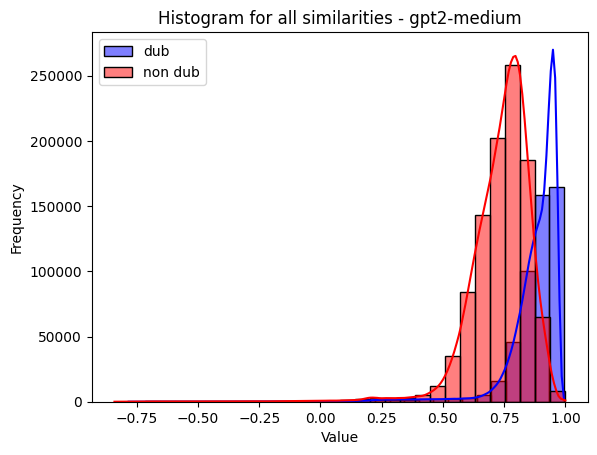 Histogram for all similarities - gpt2-medium
dub
non dub
Frequency
250000
200000
150000
100000
50000
0
−0.75
−0.50
−0.25
0.00
0.25
0.50
0.75
1.00
Value